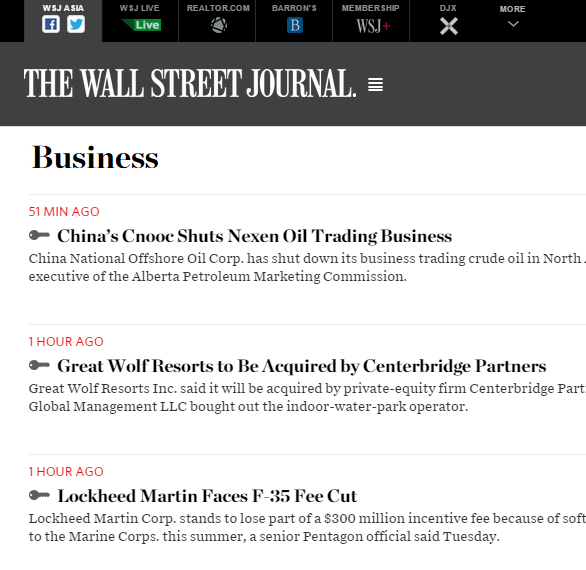 WSJ ASIA WSJ LIVE REALTOR.COM BARRON'S MEMBERSHIP DJX MORE
f Live B WSJ+
THE WALL STREET JOURNAL.
Business
51 MIN AGO
China's Cnooc Shuts Nexen Oil Trading Business
China National Offshore Oil Corp. has shut down its business trading crude oil in North
executive of the Alberta Petroleum Marketing Commission.
1 HOUR AGO
Great Wolf Resorts to Be Acquired by Centerbridge Partners
Great Wolf Resorts Inc. said it will be acquired by private-equity firm Centerbridge Part
Global Management LLC bought out the indoor-water-park operator.
1 HOUR AGO
Lockheed Martin Faces F-35 Fee Cut
Lockheed Martin Corp. stands to lose part of a $300 million incentive fee because of soft
to the Marine Corps. this summer, a senior Pentagon official said Tuesday.